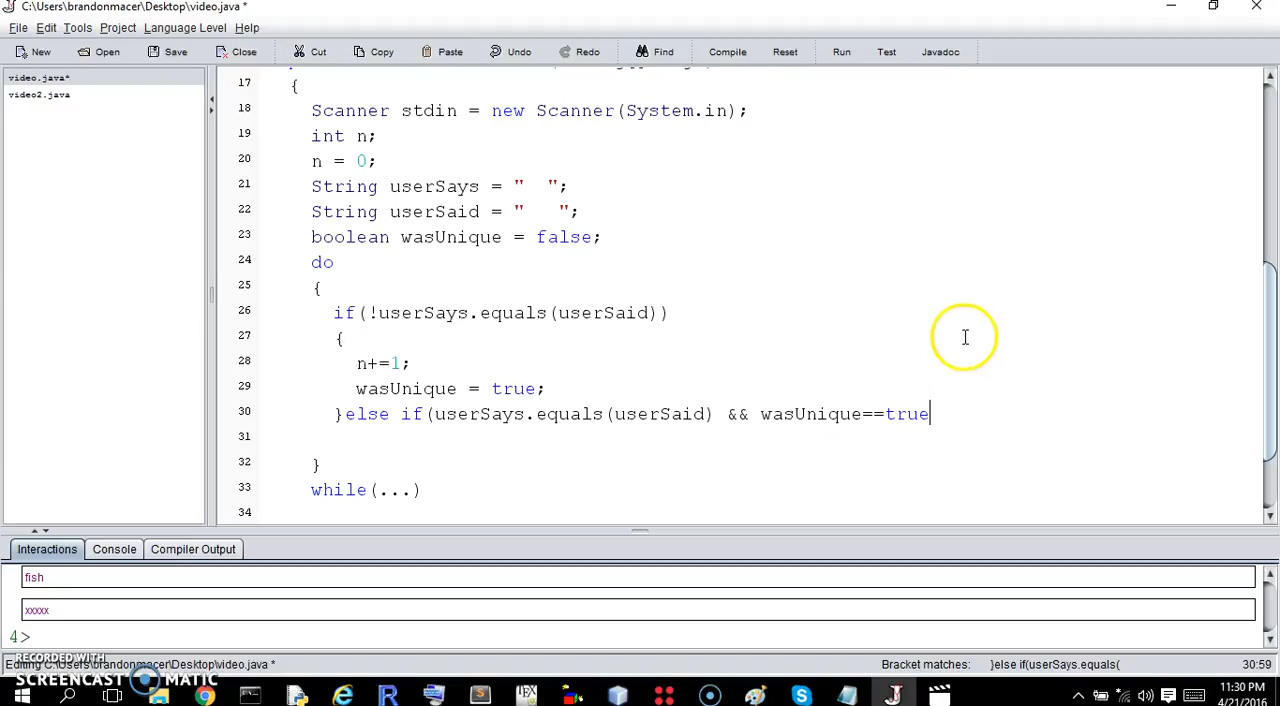 C:\Users\brandonmacer\Desktop\video.java *
File Edit Tools Project Language Level Help
New Open Save Close Cut Copy Paste Undo Redo Find Compile Reset Run Test Javadoc
video.java*
video2.java
17 {
18 Scanner stdin = new Scanner(System.in);
19 int n;
20 n = 0;
21 String userSays = "  ";
22 String userSaid = "   ";
23 boolean wasUnique = false;
24 do
25 {
26 if(!userSays.equals(userSaid))
27 {
28 n+=1;
29 wasUnique = true;
30 }else if(userSays.equals(userSaid) && wasUnique==true
31
32 }
33 while(...)
34
Interactions Console Compiler Output
fish
xxxxx
4>
Editing C:\Users\brandonmacer\Desktop\video.java * Bracket matches: }else if(userSays.equals( 30:59
RECORDED WITH
SCREENCAST MATIC
11:30 PM
4/21/2016